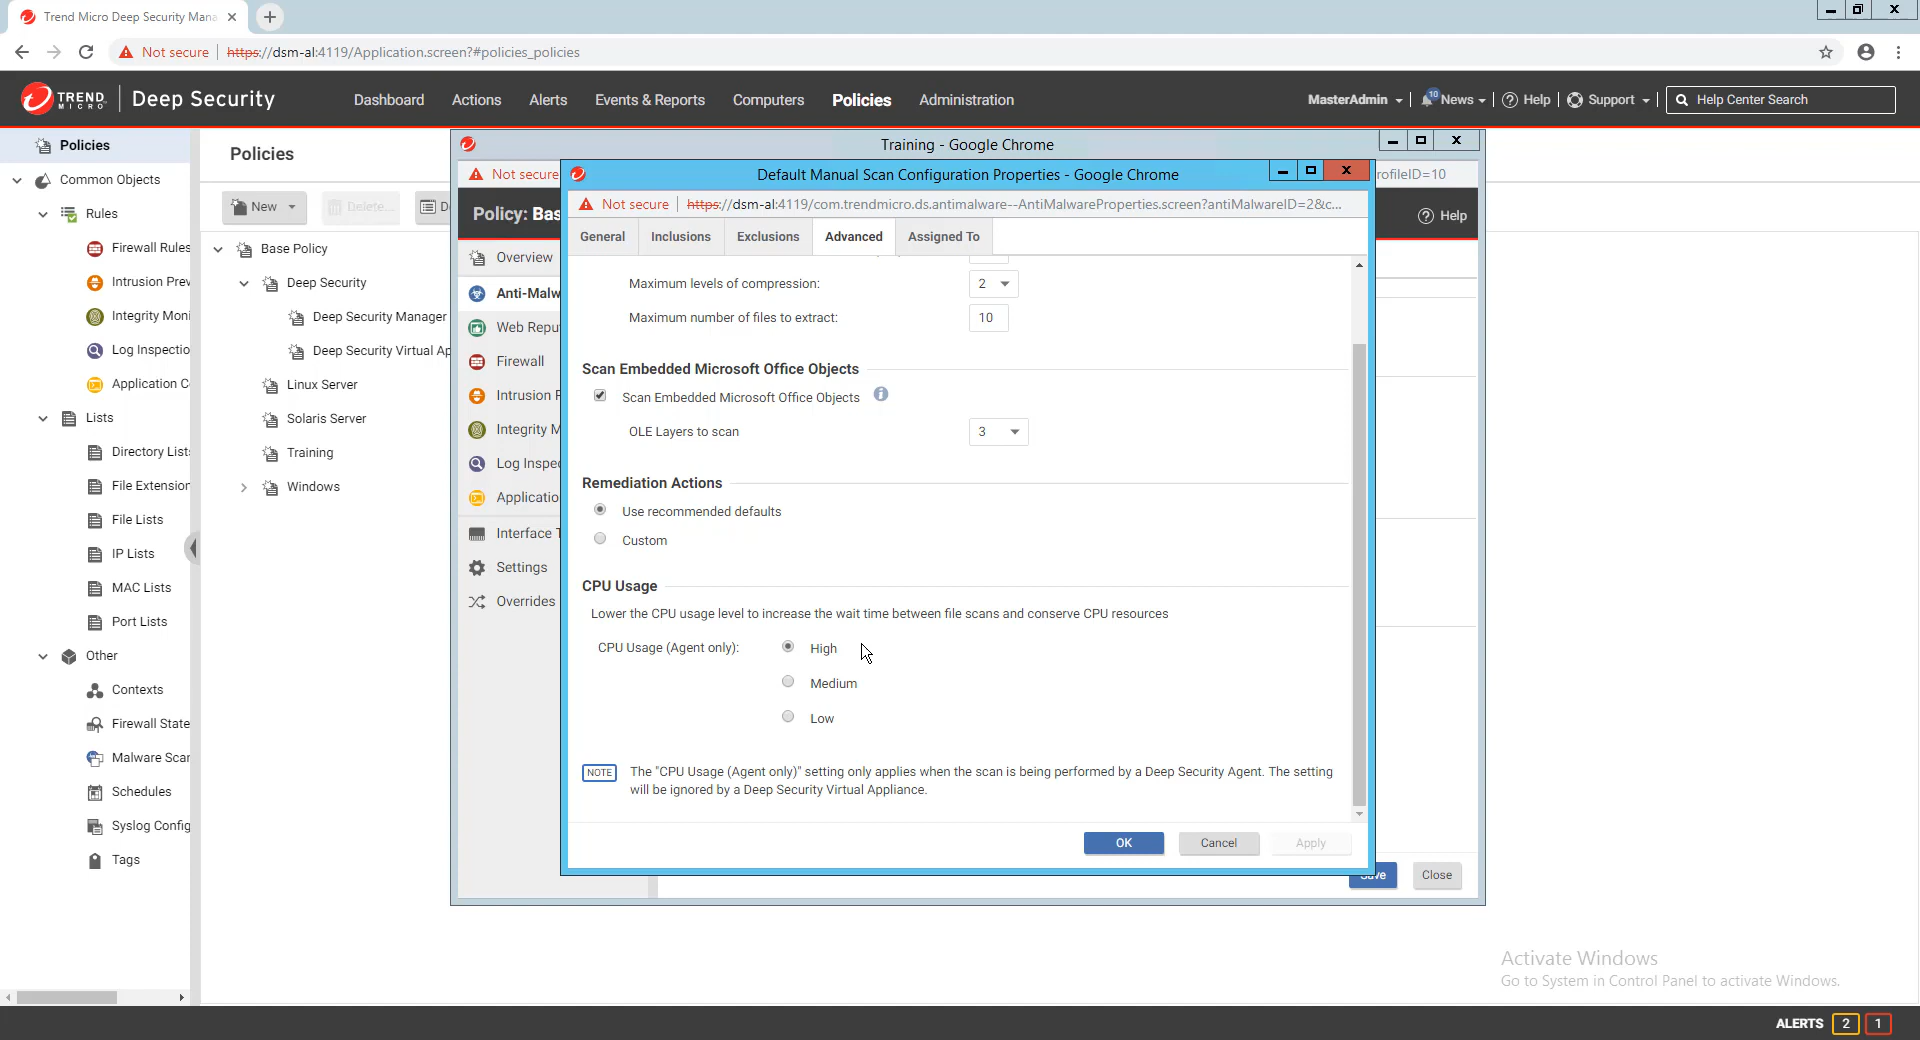 Trend Micro Deep Security Mana
Not secure
https://dsm-al:4119/Application.screen?#policies_policies
TREND MICRO
Deep Security
Dashboard
Actions
Alerts
Events & Reports
Computers
Policies
Administration
MasterAdmin
10
News
Help
Support
Help Center Search
Policies
Common Objects
Rules
Firewall Rules
Intrusion Prev
Integrity Moni
Log Inspectio
Application C
Lists
Directory Lists
File Extension
File Lists
IP Lists
MAC Lists
Port Lists
Other
Contexts
Firewall State
Malware Scan
Schedules
Syslog Config
Tags
Policies
New
Delete...
D
Base Policy
Deep Security
Deep Security Manager
Deep Security Virtual Ap
Linux Server
Solaris Server
Training
Windows
Training - Google Chrome
Not secure
rofileID=10
Policy: Bas
Help
Overview
Anti-Malw
Web Repu
Firewall
Intrusion P
Integrity M
Log Inspec
Applicatio
Interface T
Settings
Overrides
Default Manual Scan Configuration Properties - Google Chrome
Not secure
https://dsm-al:4119/com.trendmicro.ds.antimalware--AntiMalwareProperties.screen?antiMalwareID=2&c...
General
Inclusions
Exclusions
Advanced
Assigned To
Maximum levels of compression:
2
Maximum number of files to extract:
10
Scan Embedded Microsoft Office Objects
Scan Embedded Microsoft Office Objects
OLE Layers to scan
3
Remediation Actions
Use recommended defaults
Custom
CPU Usage
Lower the CPU usage level to increase the wait time between file scans and conserve CPU resources
CPU Usage (Agent only):
High
Medium
Low
NOTE
The "CPU Usage (Agent only)" setting only applies when the scan is being performed by a Deep Security Agent. The setting
will be ignored by a Deep Security Virtual Appliance.
OK
Cancel
Apply
Save
Close
Activate Windows
Go to System in Control Panel to activate Windows.
ALERTS
2
1